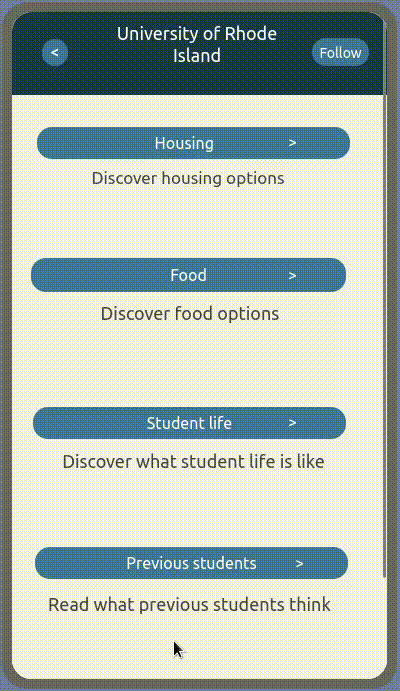 University of Rhode
Island
<
Follow
Housing >
Discover housing options
Food >
Discover food options
Student life >
Discover what student life is like
Previous students >
Read what previous students think